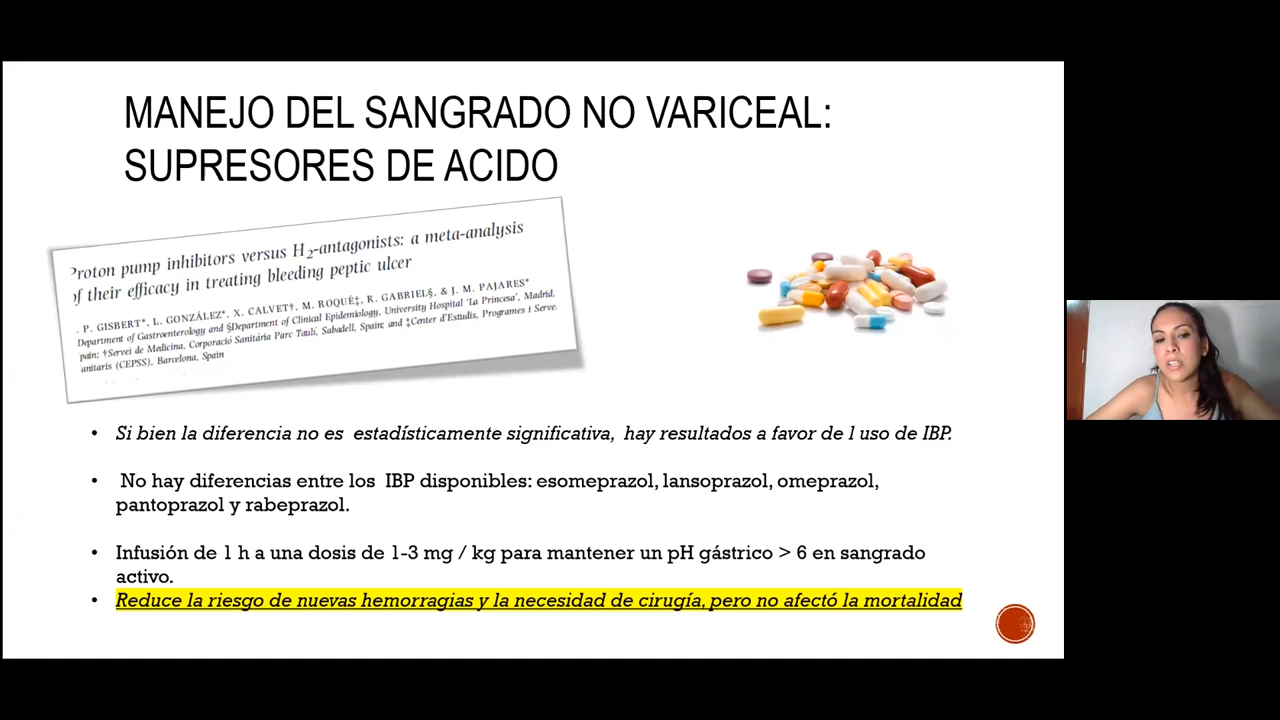 MANEJO DEL SANGRADO NO VARICEAL:
SUPRESORES DE ACIDO
Proton pump inhibitors versus H2-antagonists: a meta-analysis
of their efficacy in treating bleeding peptic ulcer
. P. GISBERT*, L. GONZÁLEZ*, X. CALVET†, M. ROQUÉ‡, R. GABRIEL§, & J. M. PAJARES*
Department of Gastroenterology and §Department of Clinical Epidemiology, University Hospital 'La Princesa', Madrid,
pain; †Servei de Medicina, Corporació Sanitària Parc Taulí, Sabadell, Spain; and ‡Center d'Estudis, Programes i Serve.
anitaris (CEPSS), Barcelona, Spain
• Si bien la diferencia no es estadísticamente significativa, hay resultados a favor de l uso de IBP.
• No hay diferencias entre los IBP disponibles: esomeprazol, lansoprazol, omeprazol,
pantoprazol y rabeprazol.
• Infusión de 1 h a una dosis de 1-3 mg / kg para mantener un pH gástrico > 6 en sangrado
activo.
• Reduce la riesgo de nuevas hemorragias y la necesidad de cirugía, pero no afectó la mortalidad